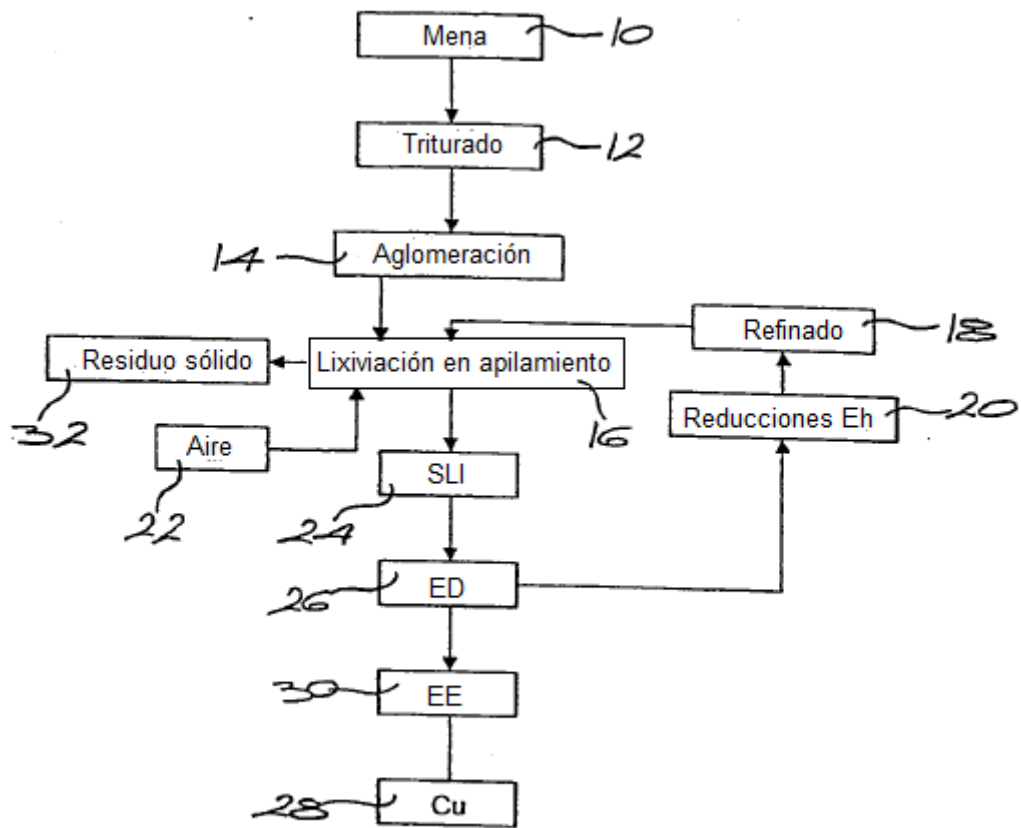 Mena 10
Triturado 12
14 Aglomeración
Refinado 18
Residuo sólido Lixiviación en apilamiento
32 16 Reducciones Eh 20
Aire
22
SLI
24
ED
26
EE
30
Cu
28